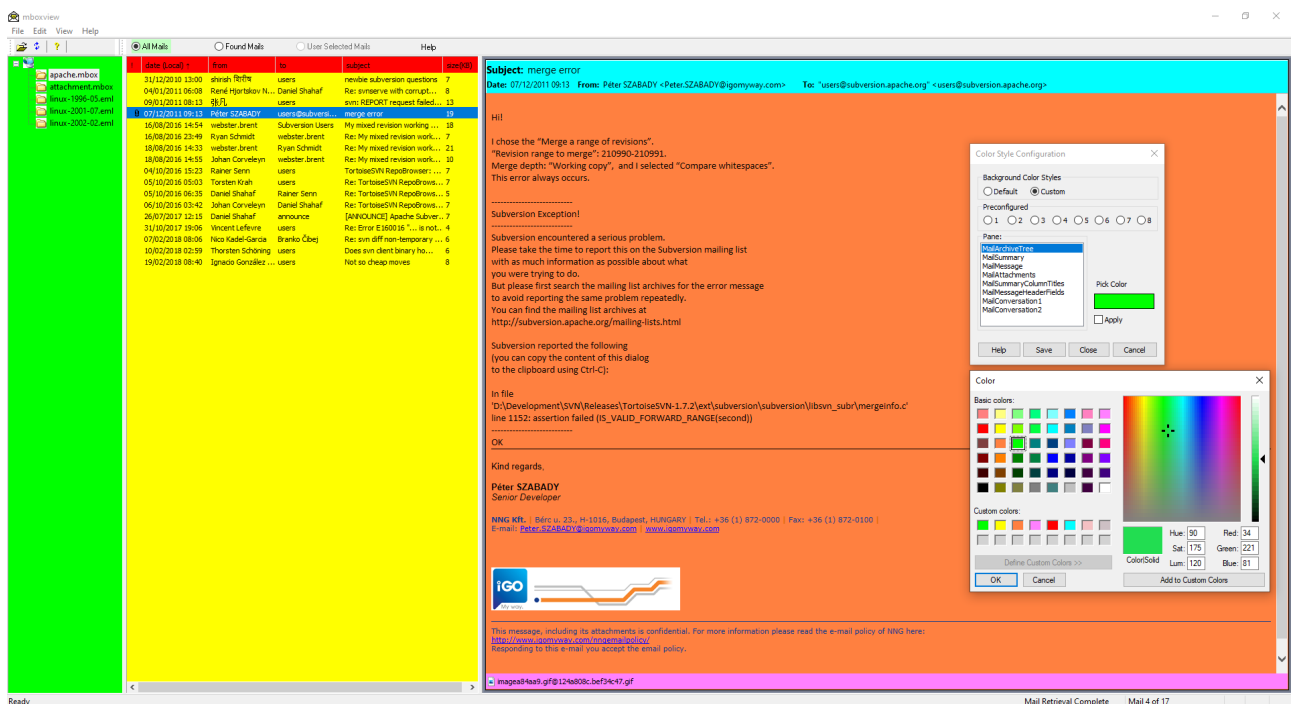 mboxview
File Edit View Help
? All Mails Found Mails User Selected Mails Help
apache.mbox
attachment.mbox
linux-1996-05.eml
linux-2001-07.eml
linux-2002-02.eml
date (Local) from to subject size(KB)
31/12/2010 13:00 shirish शिरीष users newbie subversion questions 7
04/01/2011 06:08 René Hjortskov N... Daniel Shahaf Re: svnserve with corrupt... 8
09/01/2011 08:13 users svn: REPORT request failed... 13
07/12/2011 09:13 Péter SZABADY users@subversi... merge error 19
16/08/2016 14:54 webster.brent Subversion Users My mixed revision working ... 18
16/08/2016 23:49 Ryan Schmidt webster.brent Re: My mixed revision work... 7
18/08/2016 14:33 webster.brent Ryan Schmidt Re: My mixed revision work... 21
18/08/2016 14:55 Johan Corveleyn webster.brent Re: My mixed revision work... 10
04/10/2016 15:23 Rainer Senn users TortoiseSVN RepoBrowser: ... 7
05/10/2016 05:03 Torsten Krah users Re: TortoiseSVN RepoBrows... 7
05/10/2016 06:35 Daniel Shahaf Rainer Senn Re: TortoiseSVN RepoBrows... 5
06/10/2016 03:42 Johan Corveleyn Daniel Shahaf Re: TortoiseSVN RepoBrows... 7
26/07/2017 12:15 Daniel Shahaf announce [ANNOUNCE] Apache Subver.. 7
31/10/2017 19:06 Vincent Lefevre users Re: Error E160016 "... is not.. 4
07/02/2018 08:06 Nico Kadel-Garcia Branko Čibej Re: svn diff non-temporary ... 6
10/02/2018 02:59 Thorsten Schöning users Does svn client binary ho... 6
19/02/2018 08:40 Ignacio González ... users Not so cheap moves 8
Subject: merge error
Date: 07/12/2011 09:13 From: Péter SZABADY <Peter.SZABADY@igomyway.com> To: "users@subversion.apache.org" <users@subversion.apache.org>
Hi!
I chose the "Merge a range of revisions".
"Revision range to merge": 210990-210991.
Merge depth: "Working copy", and I selected "Compare whitespaces".
This error always occurs.
---------------------------
Subversion Exception!
---------------------------
Subversion encountered a serious problem.
Please take the time to report this on the Subversion mailing list
with as much information as possible about what
you were trying to do.
But please first search the mailing list archives for the error message
to avoid reporting the same problem repeatedly.
You can find the mailing list archives at
http://subversion.apache.org/mailing-lists.html
Subversion reported the following
(you can copy the content of this dialog
to the clipboard using Ctrl-C):
In file
'D:\Development\SVN\Releases\TortoiseSVN-1.7.2\ext\subversion\subversion\libsvn_subr\mergeinfo.c'
line 1152: assertion failed (IS_VALID_FORWARD_RANGE(second))
---------------------------
OK
Kind regards,
Péter SZABADY
Senior Developer
NNG Kft. | Bérc u. 23., H-1016, Budapest, HUNGARY | Tel.: +36 (1) 872-0000 | Fax: +36 (1) 872-0100 |
E-mail: Peter.SZABADY@igomyway.com | www.igomyway.com
iGO
My way.
This message, including its attachments is confidential. For more information please read the e-mail policy of NNG here:
http://www.igomyway.com/nngemailpolicy/
Responding to this e-mail you accept the email policy.
imagea84aa9.gif@124a808c.bef34c47.gif
Color Style Configuration
Background Color Styles
Default Custom
Preconfigured
1 2 3 4 5 6 7 8
Pane:
MailArchiveTree
MailSummary
MailMessage
MailAttachments
MailSummaryColumnTitles
MailMessageHeaderFields
MailConversation1
MailConversation2
Pick Color
Apply
Help Save Close Cancel
Color
Basic colors:
Custom colors:
Define Custom Colors >>
OK Cancel
Color|Solid
Hue: 90 Red: 34
Sat: 175 Green: 221
Lum: 120 Blue: 81
Add to Custom Colors
Ready Mail Retrieval Complete Mail 4 of 17